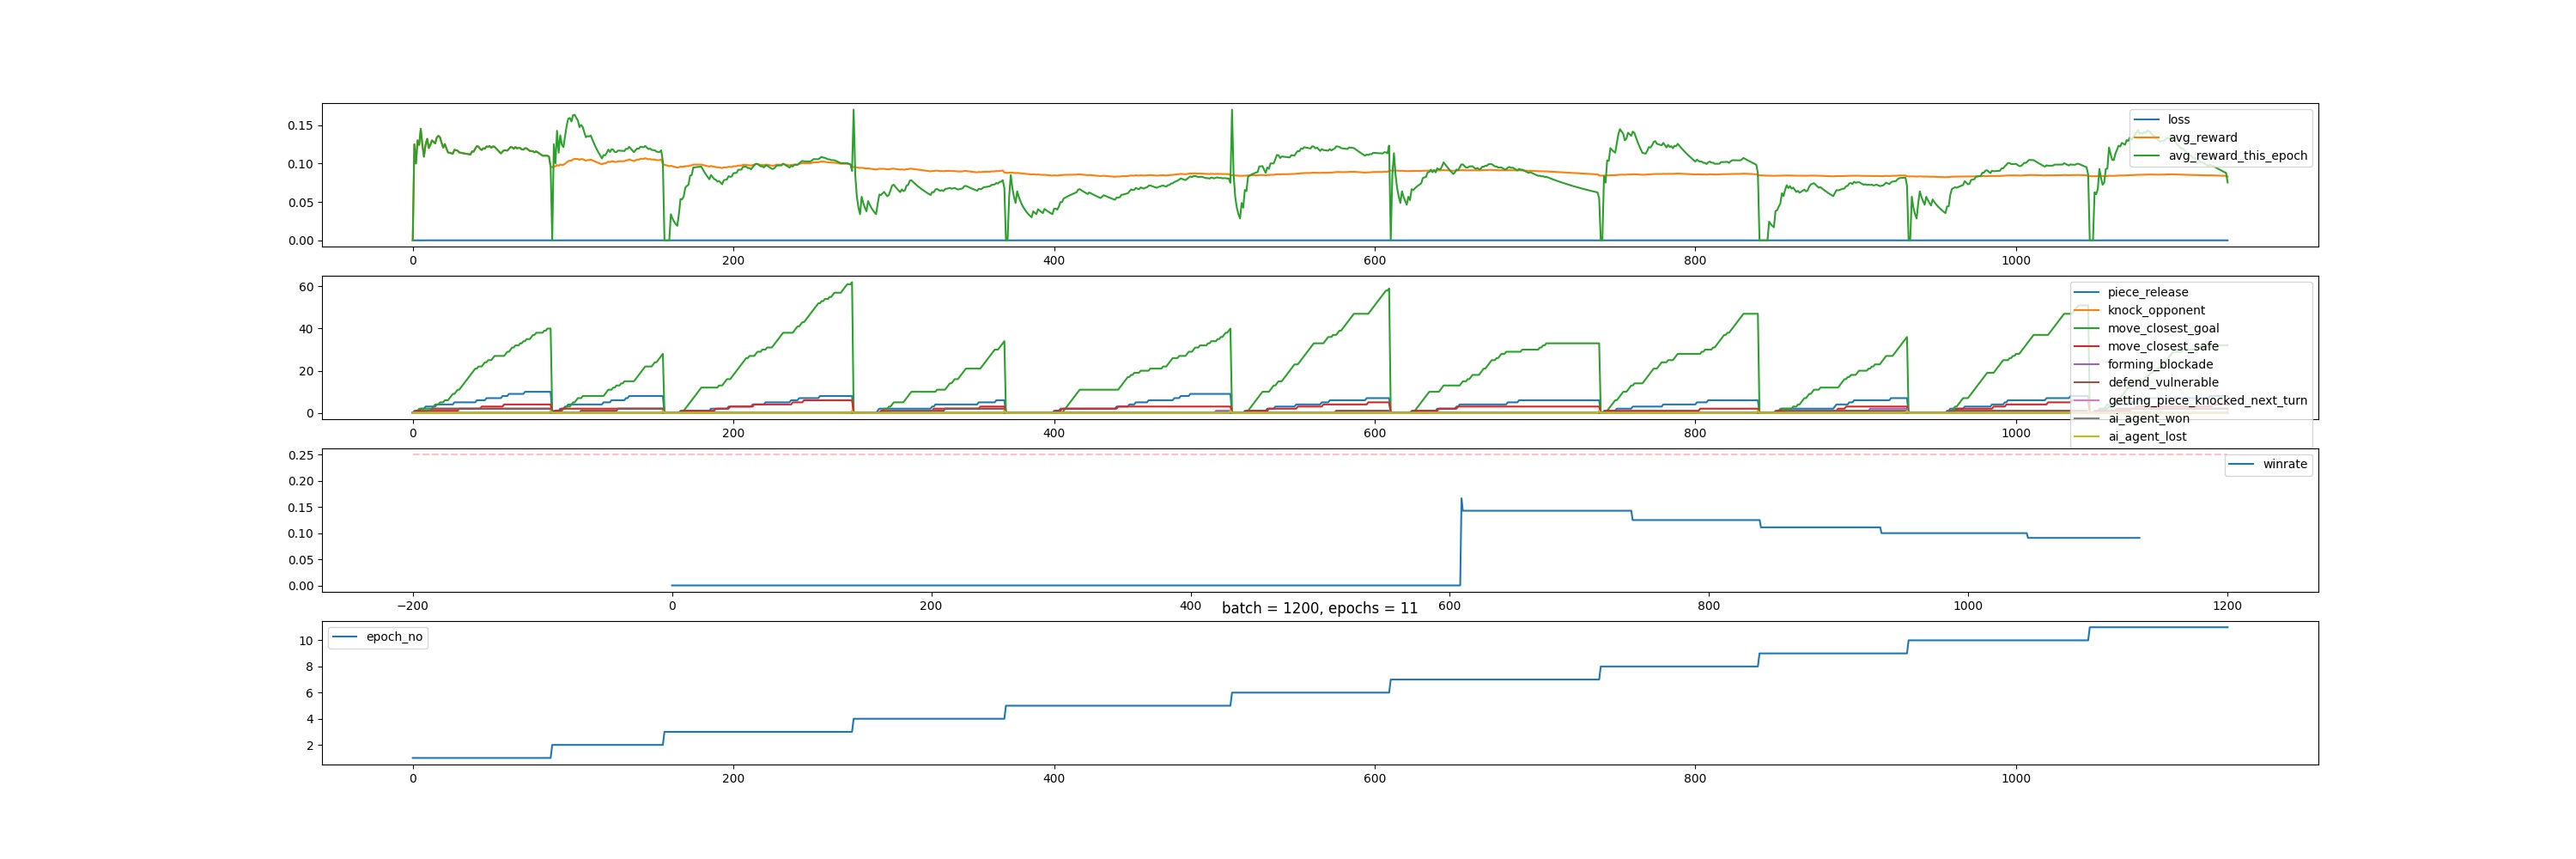 0.15
0.10
0.05
0.00
loss
avg_reward
avg_reward_this_epoch
0 200 400 600 800 1000
60
40
20
0
piece_release
knock_opponent
move_closest_goal
move_closest_safe
forming_blockade
defend_vulnerable
getting_piece_knocked_next_turn
ai_agent_won
ai_agent_lost
0 200 400 600 800 1000
0.25
0.20
0.15
0.10
0.05
0.00
winrate
−200 0 200 400 600 800 1000 1200
batch = 1200, epochs = 11
10
8
6
4
2
epoch_no
0 200 400 600 800 1000